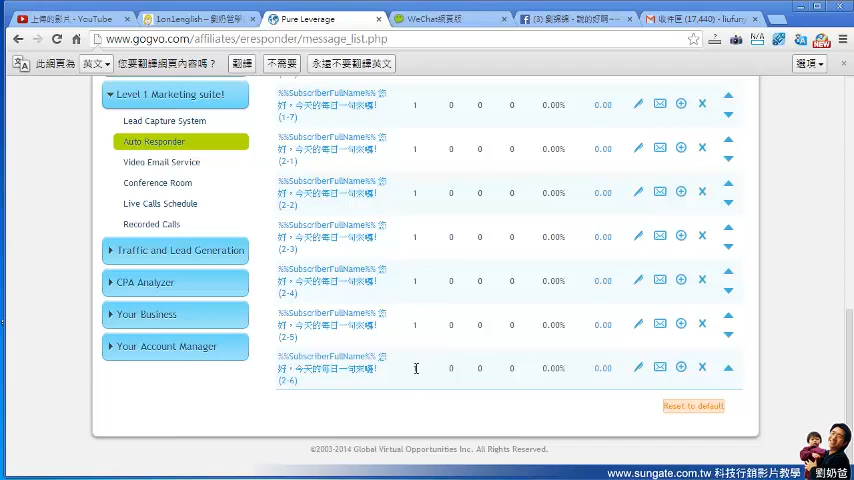 上傳的影片 - YouTube
1on1english – 劉奶爸學
Pure Leverage
WeChat網頁版
(3) 劉錦綿 - 說的好啊~~
收件匣 (17,440) - liufun
www.gogvo.com/affiliates/eresponder/message_list.php
N/A
NEW
此網頁為 英文 您要翻譯網頁內容嗎？ 翻譯 不需要 永遠不要翻譯英文 選項
Level 1 Marketing suite!
Lead Capture System
Auto Responder
Video Email Service
Conference Room
Live Calls Schedule
Recorded Calls
Traffic and Lead Generation
CPA Analyzer
Your Business
Your Account Manager
%%SubscriberFullName%% 您
好，今天的每日一句來囉! 1 0 0 0 0.00% 0.00
(1-7)
%%SubscriberFullName%% 您
好，今天的每日一句來囉! 1 0 0 0 0.00% 0.00
(2-1)
%%SubscriberFullName%% 您
好，今天的每日一句來囉! 1 0 0 0 0.00% 0.00
(2-2)
%%SubscriberFullName%% 您
好，今天的每日一句來囉! 1 0 0 0 0.00% 0.00
(2-3)
%%SubscriberFullName%% 您
好，今天的每日一句來囉! 1 0 0 0 0.00% 0.00
(2-4)
%%SubscriberFullName%% 您
好，今天的每日一句來囉! 1 0 0 0 0.00% 0.00
(2-5)
%%SubscriberFullName%% 您
好，今天的每日一句來囉! 0 0 0 0.00% 0.00
(2-6)
Reset to default
©2003-2014 Global Virtual Opportunities Inc. All Rights Reserved.
www.sungate.com.tw 科技行銷影片教學
劉奶爸